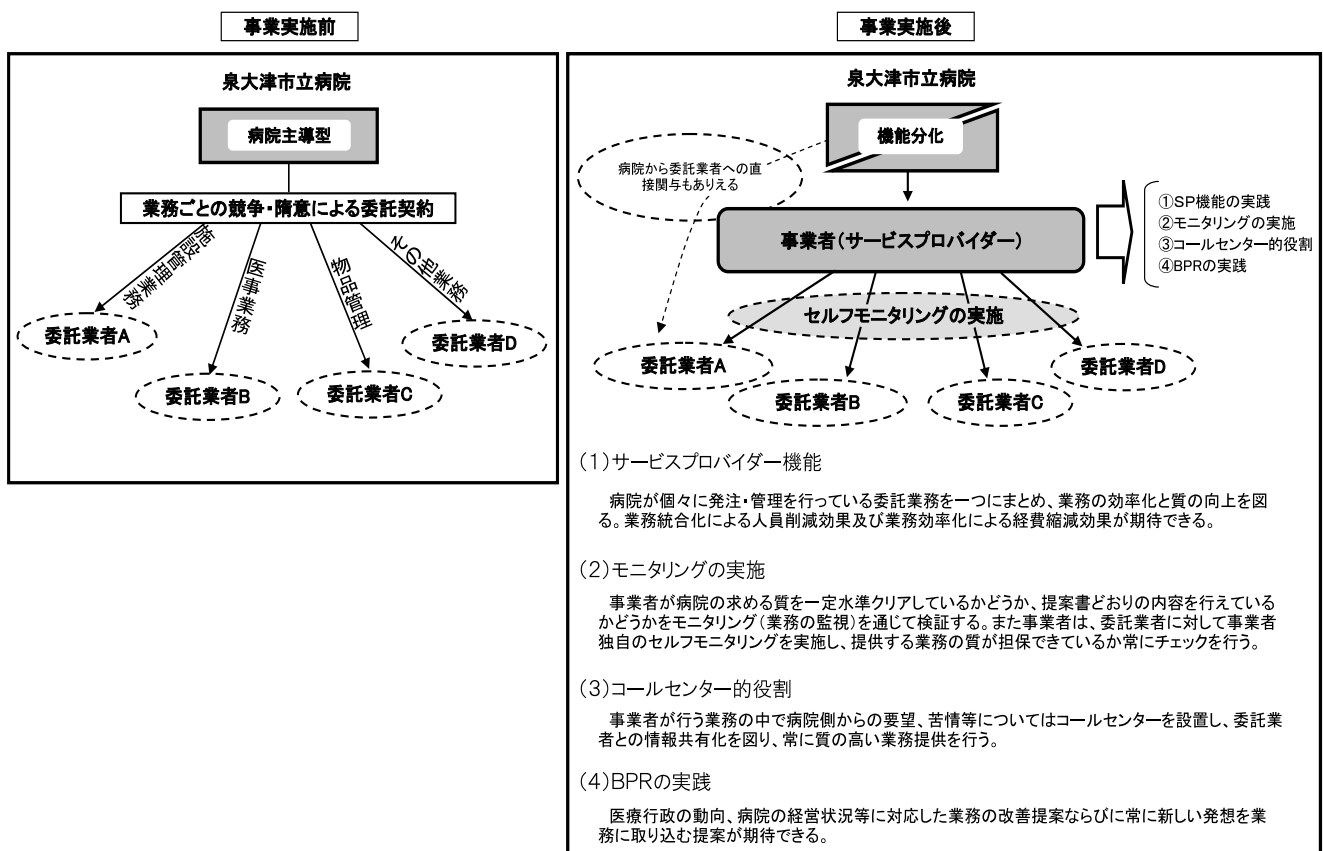 事業実施前
泉大津市立病院
病院主導型
業務ごとの競争・隋意による委託契約
施設管理業務
医事業務
物品管理
その他業務
委託業者A
委託業者B
委託業者C
委託業者D
事業実施後
泉大津市立病院
機能分化
病院から委託業者への直
接関与もありえる
事業者(サービスプロバイダー)
①SP機能の実践
②モニタリングの実施
③コールセンター的役割
④BPRの実践
セルフモニタリングの実施
委託業者A
委託業者B
委託業者C
委託業者D
(1)サービスプロバイダー機能
病院が個々に発注・管理を行っている委託業務を一つにまとめ、業務の効率化と質の向上を図
る。業務統合化による人員削減効果及び業務効率化による経費縮減効果が期待できる。
(2)モニタリングの実施
事業者が病院の求める質を一定水準クリアしているかどうか、提案書どおりの内容を行えている
かどうかをモニタリング(業務の監視)を通じて検証する。また事業者は、委託業者に対して事業者
独自のセルフモニタリングを実施し、提供する業務の質が担保できているか常にチェックを行う。
(3)コールセンター的役割
事業者が行う業務の中で病院側からの要望、苦情等についてはコールセンターを設置し、委託業
者との情報共有化を図り、常に質の高い業務提供を行う。
(4)BPRの実践
医療行政の動向、病院の経営状況等に対応した業務の改善提案ならびに常に新しい発想を業
務に取り込む提案が期待できる。